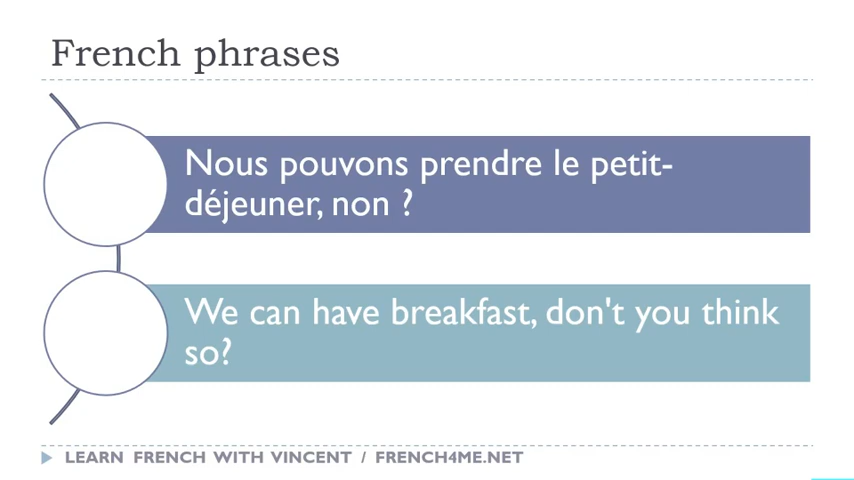 French phrases
Nous pouvons prendre le petit-
déjeuner, non ?
We can have breakfast, don't you think
so?
LEARN FRENCH WITH VINCENT / FRENCH4ME.NET